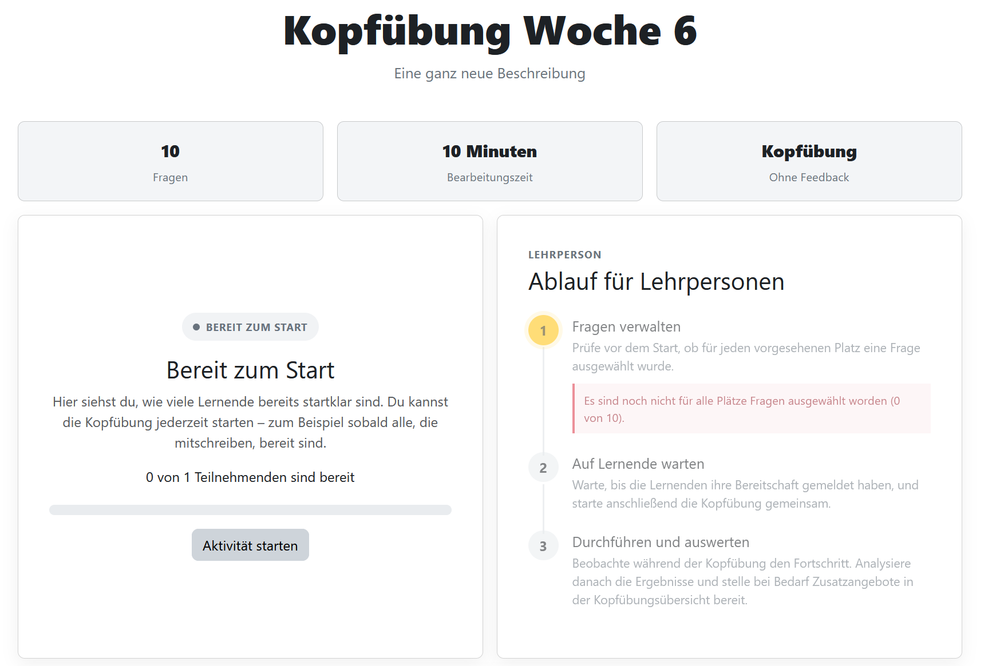 Kopfübung Woche 6
Eine ganz neue Beschreibung
10
Fragen
10 Minuten
Bearbeitungszeit
Kopfübung
Ohne Feedback
BEREIT ZUM START
Bereit zum Start
Hier siehst du, wie viele Lernende bereits startklar sind. Du kannst
die Kopfübung jederzeit starten – zum Beispiel sobald alle, die
mitschreiben, bereit sind.
0 von 1 Teilnehmenden sind bereit
Aktivität starten
LEHRPERSON
Ablauf für Lehrpersonen
1
Fragen verwalten
Prüfe vor dem Start, ob für jeden vorgesehenen Platz eine Frage
ausgewählt wurde.
Es sind noch nicht für alle Plätze Fragen ausgewählt worden (0
von 10).
2
Auf Lernende warten
Warte, bis die Lernenden ihre Bereitschaft gemeldet haben, und
starte anschließend die Kopfübung gemeinsam.
3
Durchführen und auswerten
Beobachte während der Kopfübung den Fortschritt. Analysiere
danach die Ergebnisse und stelle bei Bedarf Zusatzangebote in
der Kopfübungsübersicht bereit.